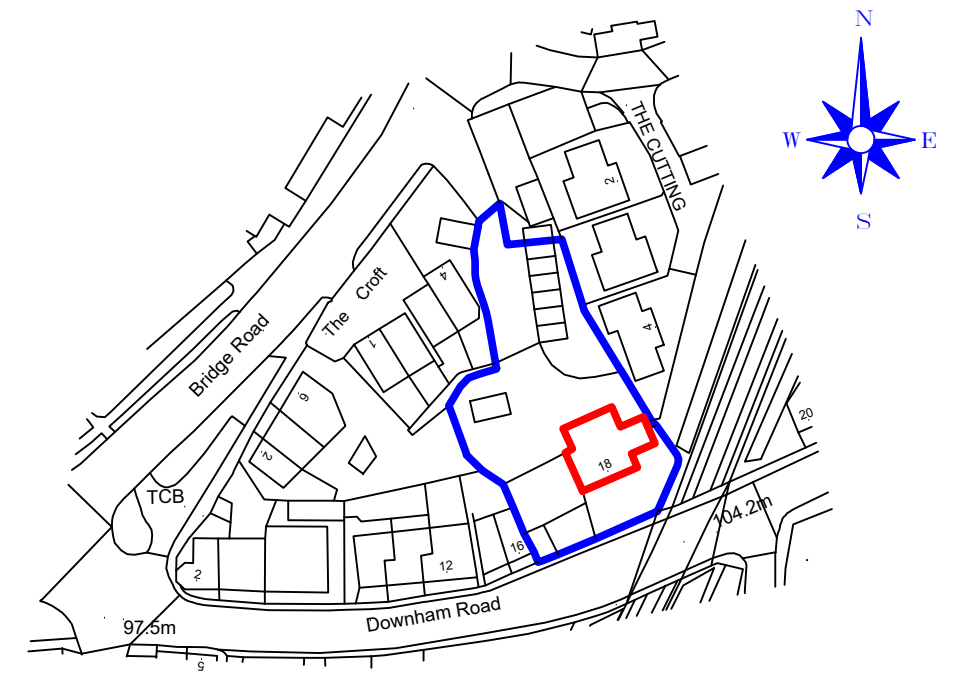 N
W
E
S
THE CUTTING
2
4
4
The Croft
1
Bridge Road
9
2
18
20
TCB
104.2m
16
12
2
Downham Road
97.5m
5